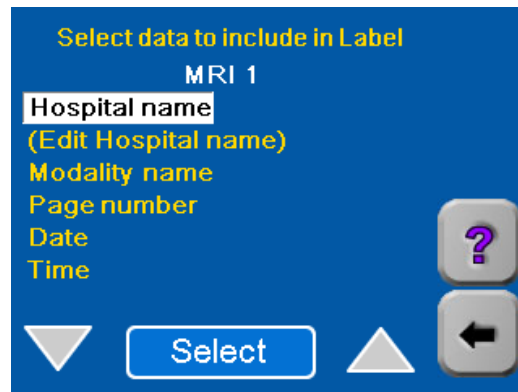 Select data to include in Label
MRI 1
Hospital name
(Edit Hospital name)
Modality name
Page number
Date
Time
?
Select